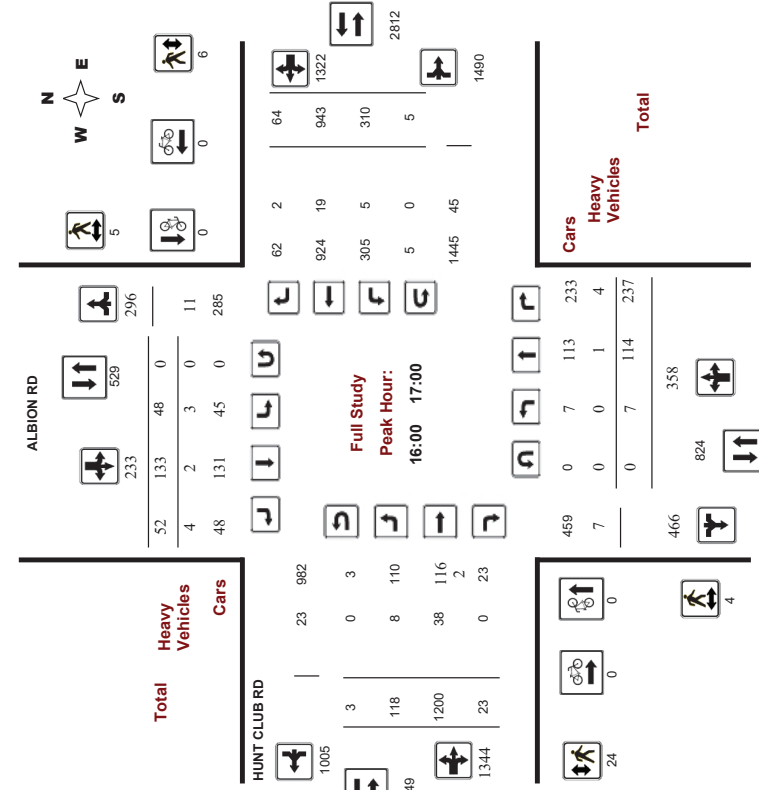 N
W E
S
6
0
5
0
ALBION RD
296
529
233
52 133 48 0
4 2 3 0 11
48 131 45 0 285
Total
Heavy
Vehicles
Cars
2812
1322
1490
62 2 64
924 19 943
305 5 310
5 0 5
1445 45
Full Study
Peak Hour:
16:00 17:00
HUNT CLUB RD
1005
23 982
3 0 3
118 8 110
1200 38 116
2
23 0 23
1344
49
Cars
Heavy
Vehicles
Total
459 0 7 113 233
7 0 0 1 4
0 7 114 237
466
358
824
0
0
24
4